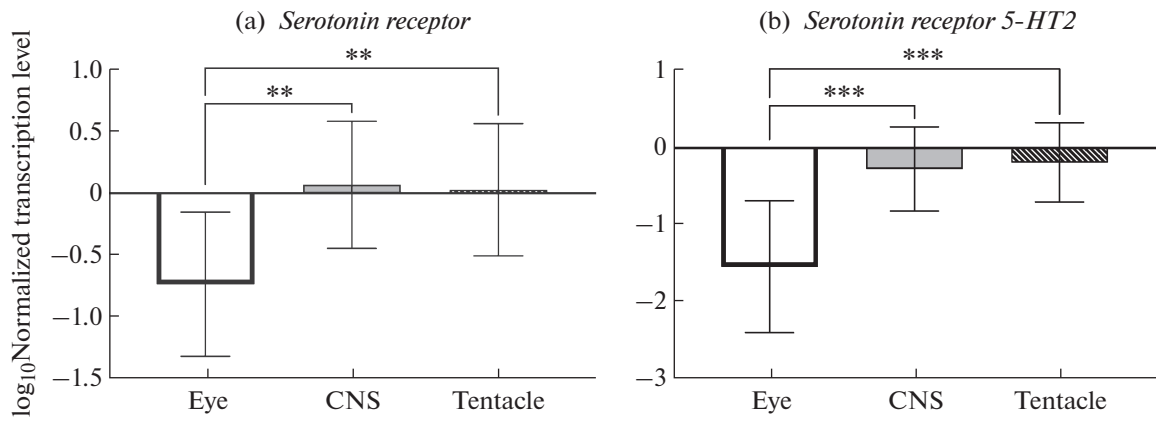 (a) Serotonin receptor
(b) Serotonin receptor 5-HT2
log10Normalized transcription level
1.0
0.5
0
−0.5
−1.0
−1.5
**
**
Eye
CNS
Tentacle
1
0
−1
−2
−3
***
***
Eye
CNS
Tentacle